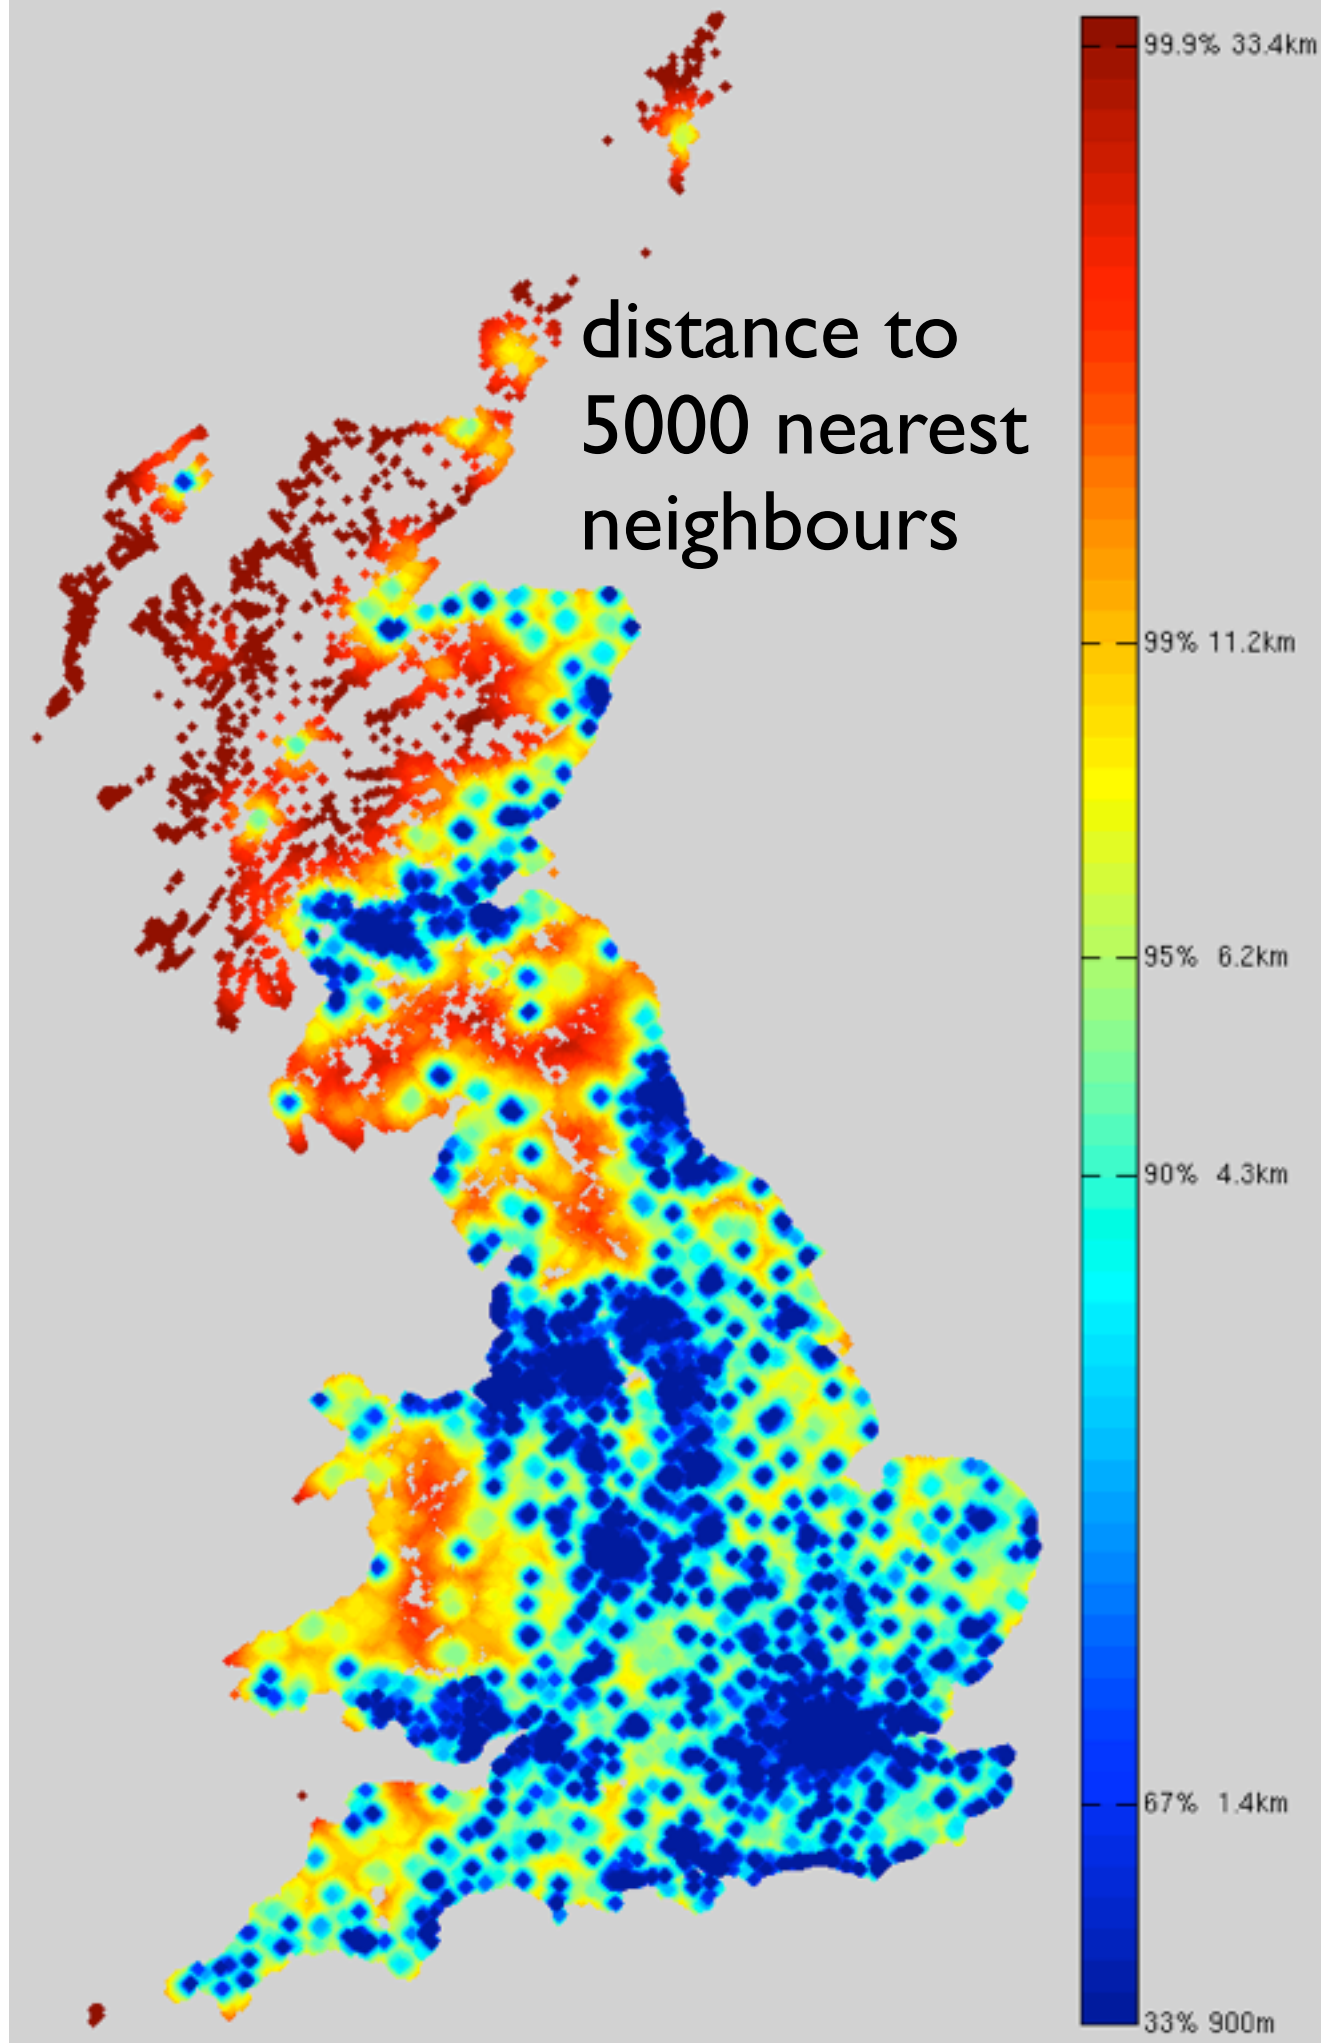 99.9% 33.4km
distance to
5000 nearest
neighbours
99% 11.2km
95% 6.2km
90% 4.3km
67% 1.4km
33% 900m